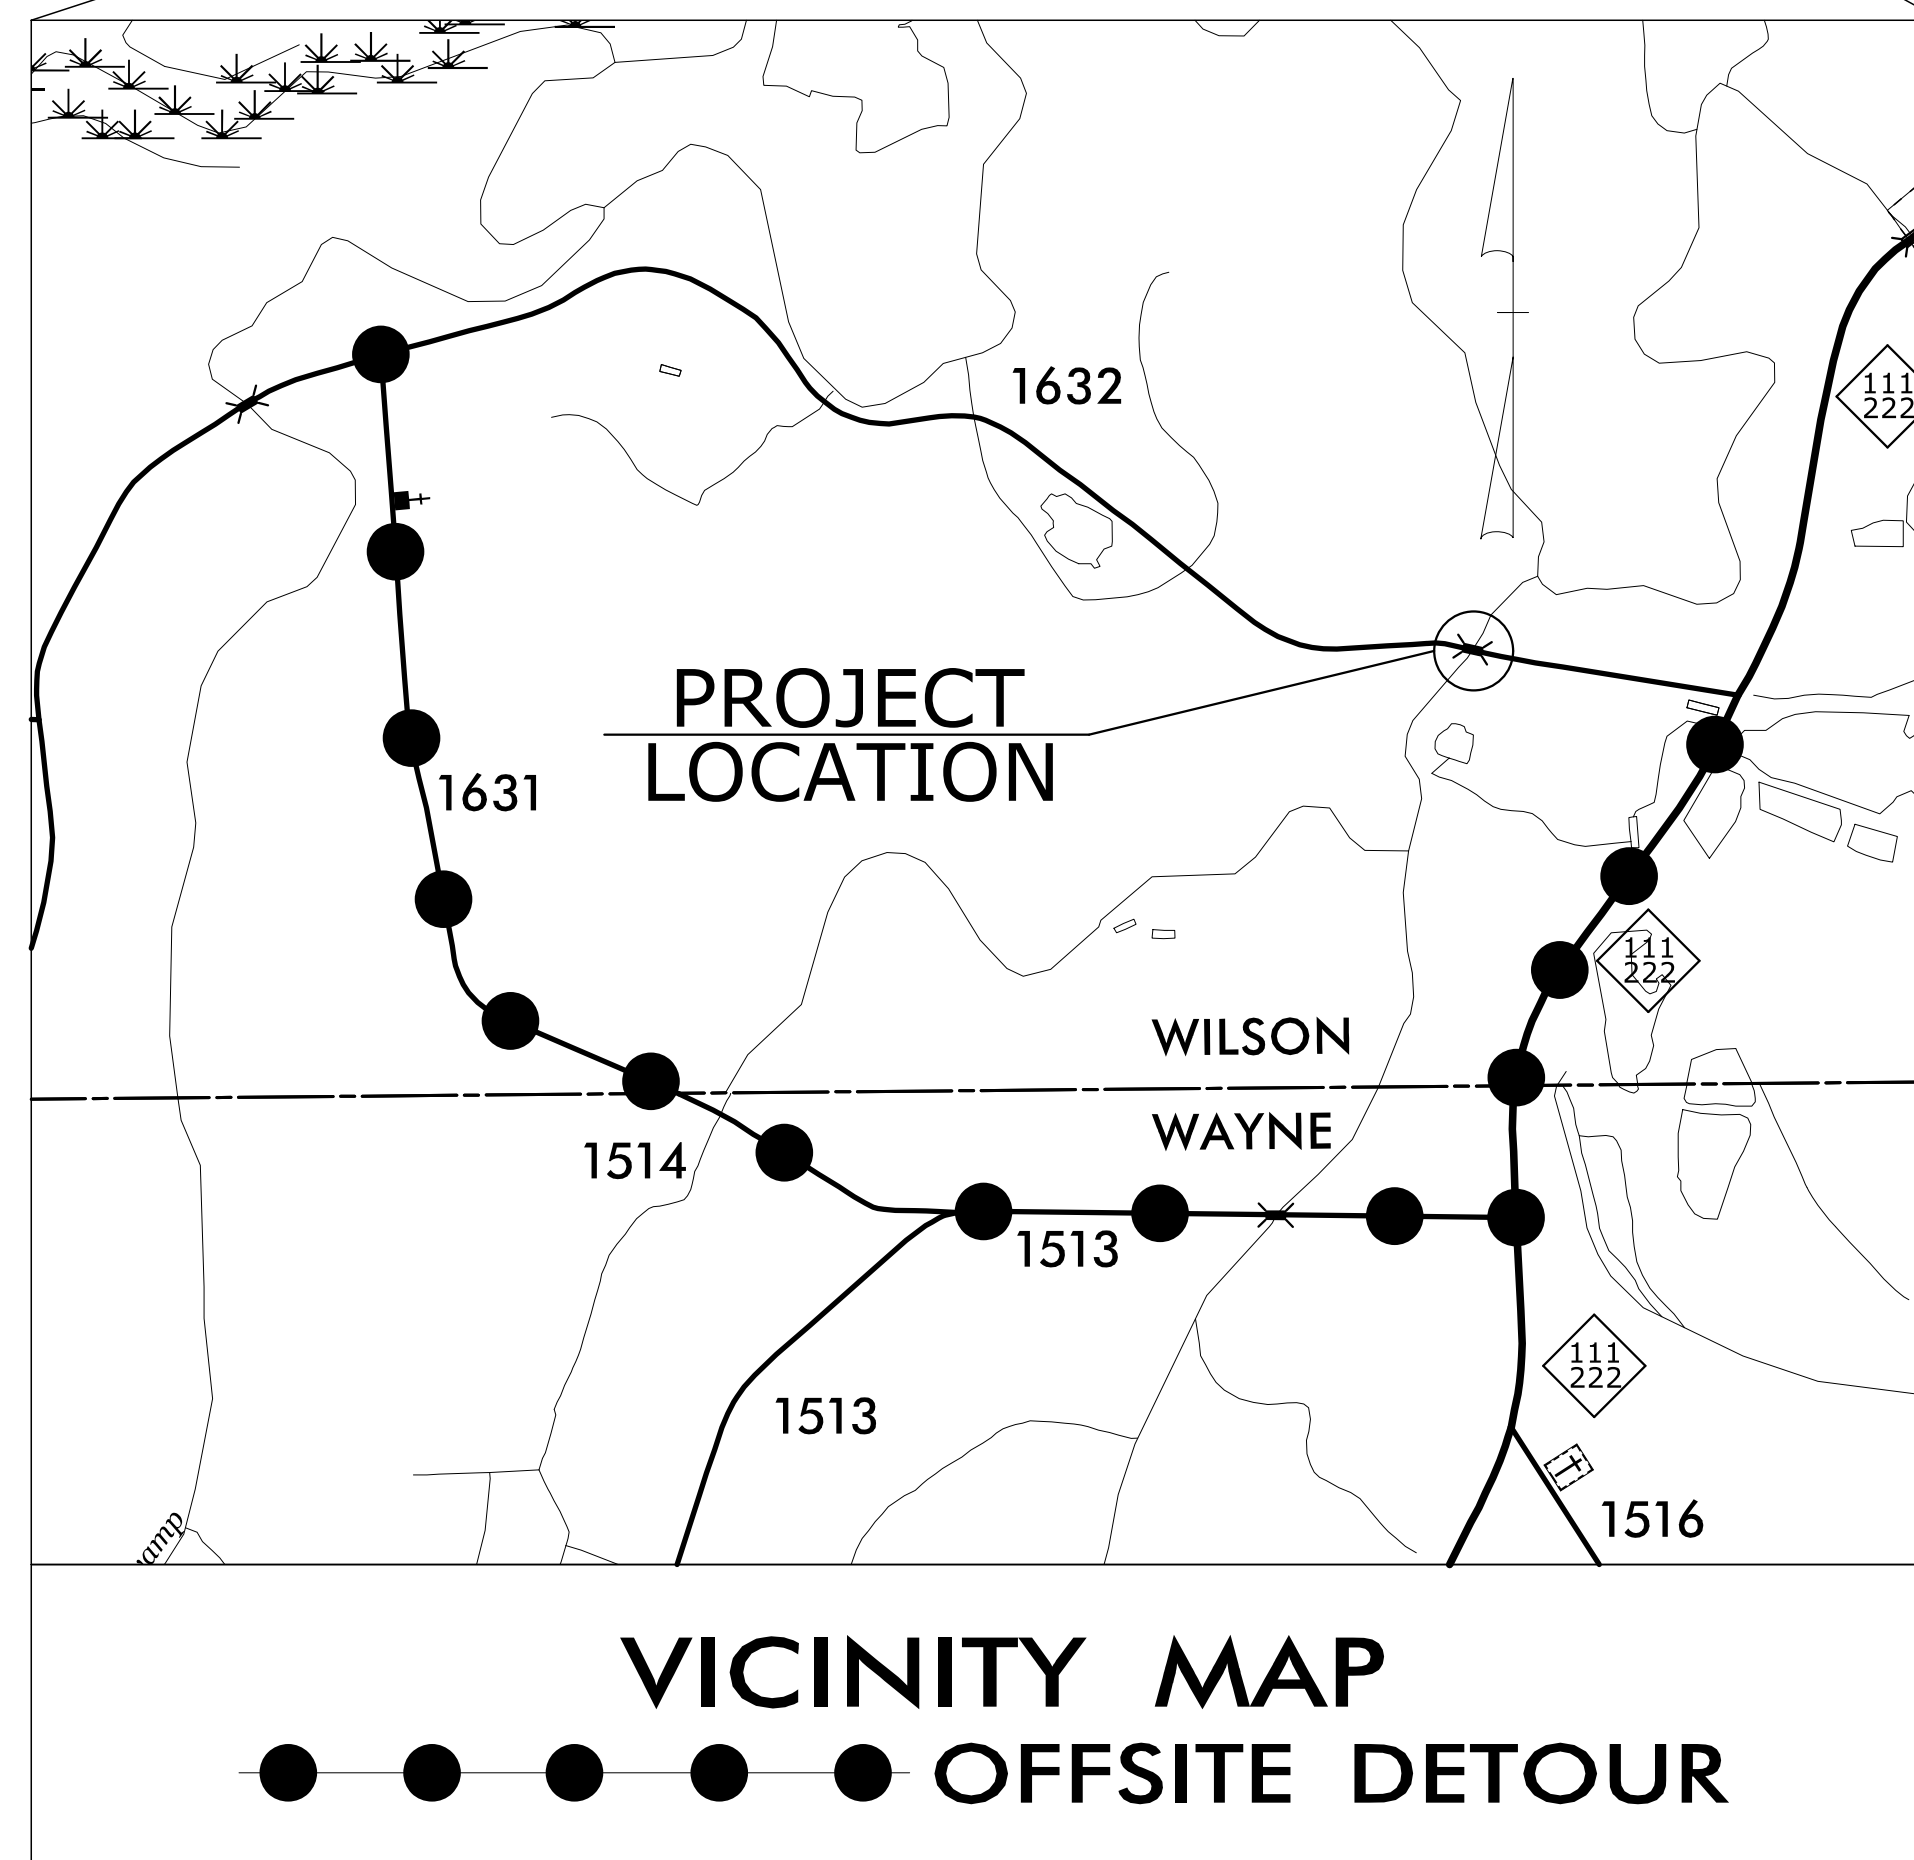 111
222
1632
PROJECT
LOCATION
1631
111
222
WILSON
WAYNE
1514
1513
111
222
1513
1516
VICINITY MAP
OFFSITE DETOUR